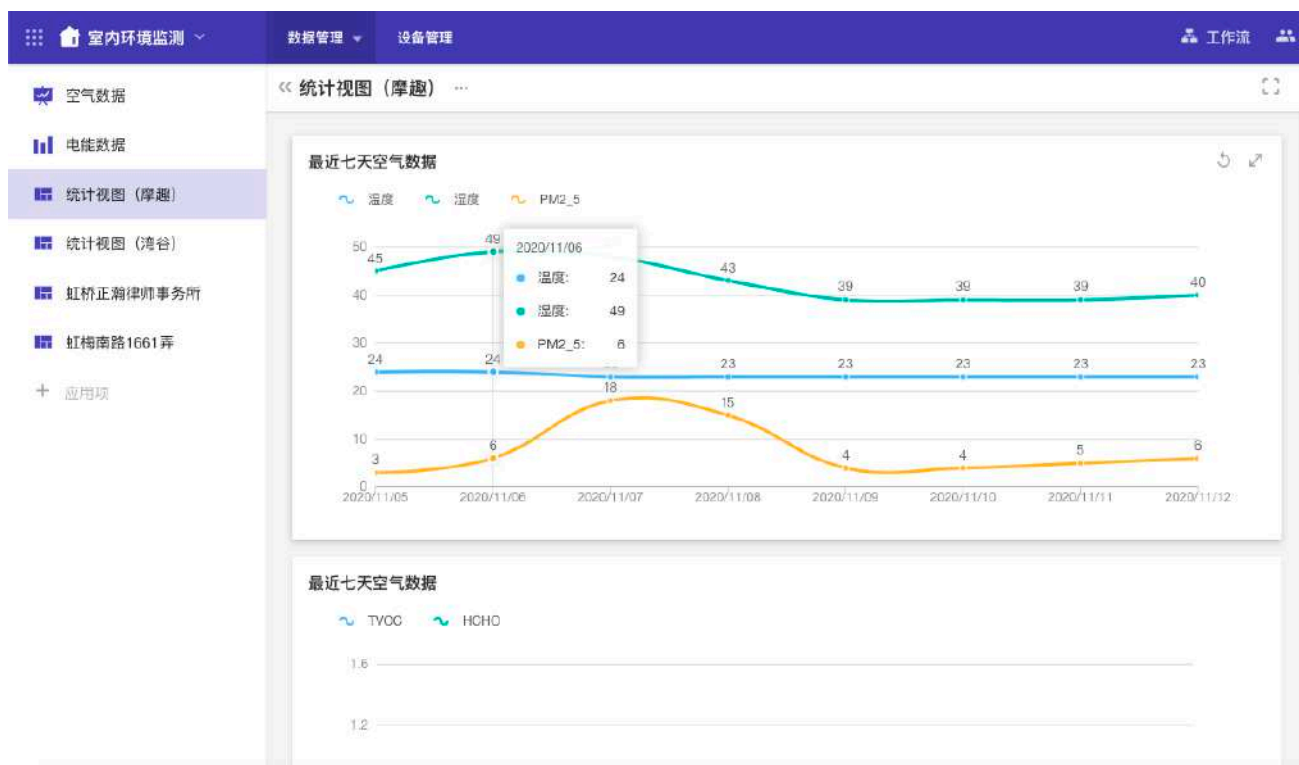 室内环境监测 数据管理 设备管理 工作流
空气数据
电能数据
统计视图（摩趣）
统计视图（湾谷）
虹桥正瀚律师事务所
虹梅南路1661弄
+ 应用项
统计视图（摩趣） ...
最近七天空气数据
温度 湿度 PM2_5
50
40
30
20
10
0
45 49 43 39 39 39 40
24 24 23 23 23 23 23
3 6 18 15 4 4 5 6
2020/11/06
温度: 24
湿度: 49
PM2_5: 6
2020/11/05 2020/11/06 2020/11/07 2020/11/08 2020/11/09 2020/11/10 2020/11/11 2020/11/12
最近七天空气数据
TVOC HCHO
1.6
1.2